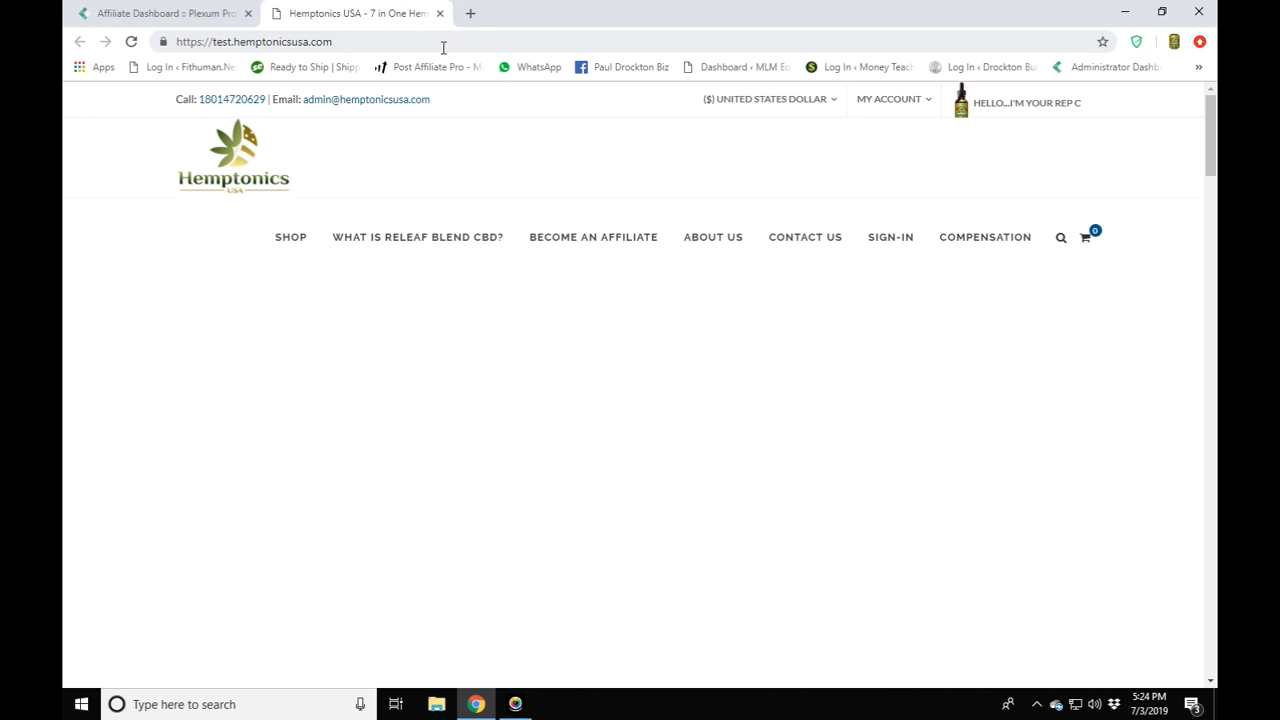 Affiliate Dashboard :: Plexum Pro
Hemptonics USA - 7 in One Hem
https://test.hemptonicsusa.com
Apps
Log In ‹ Fithuman.Ne
Ready to Ship | Shipp
Post Affiliate Pro - M
WhatsApp
Paul Drockton Biz
Dashboard ‹ MLM Eq
Log In ‹ Money Teach
Log In ‹ Drockton Bu
Administrator Dashb
»
Call: 18014720629 | Email: admin@hemptonicsusa.com
($) UNITED STATES DOLLAR
MY ACCOUNT
HELLO...I'M YOUR REP C
Hemptonics
USA
SHOP
WHAT IS RELEAF BLEND CBD?
BECOME AN AFFILIATE
ABOUT US
CONTACT US
SIGN-IN
COMPENSATION
0
Type here to search
5:24 PM
7/3/2019
3